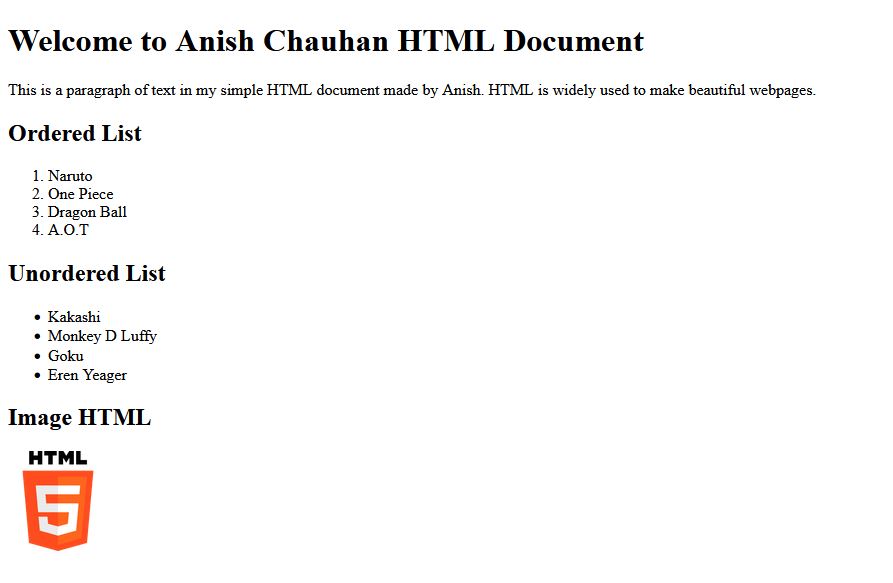 Welcome to Anish Chauhan HTML Document
This is a paragraph of text in my simple HTML document made by Anish. HTML is widely used to make beautiful webpages.
Ordered List
1. Naruto
2. One Piece
3. Dragon Ball
4. A.O.T
Unordered List
• Kakashi
• Monkey D Luffy
• Goku
• Eren Yeager
Image HTML
HTML
5